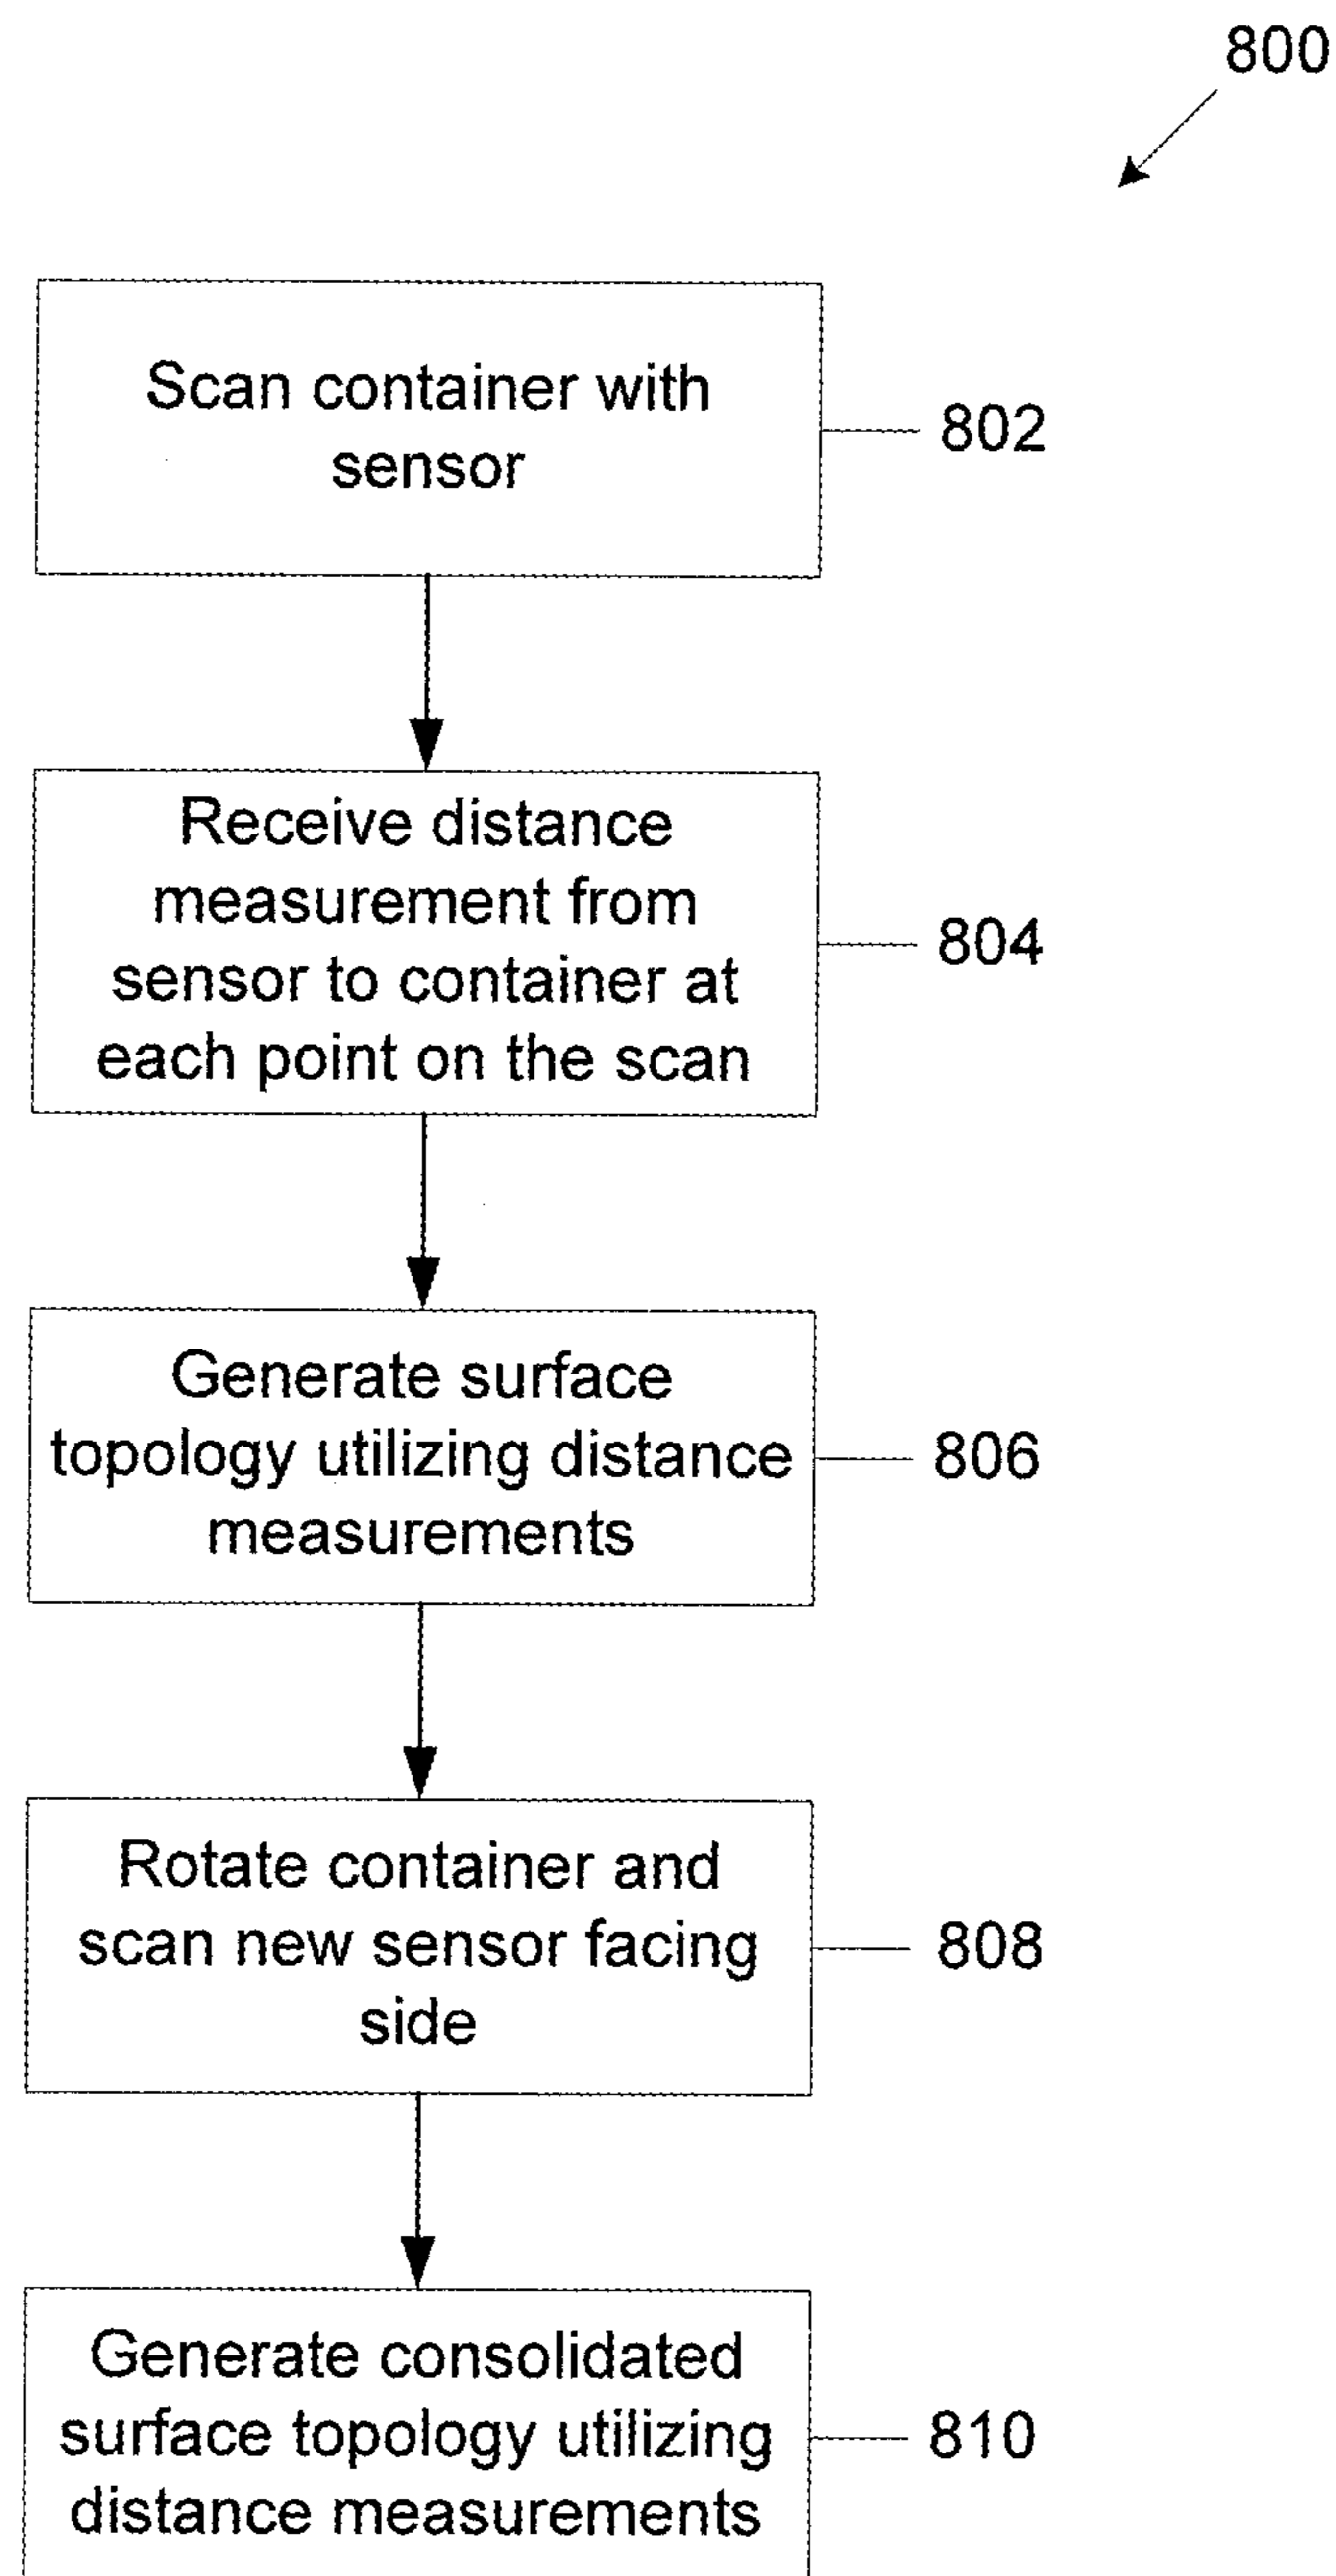 800
Scan container with
sensor
802
Receive distance
measurement from
sensor to container at
each point on the scan
804
Generate surface
topology utilizing distance
measurements
806
Rotate container and
scan new sensor facing
side
808
Generate consolidated
surface topology utilizing
distance measurements
810